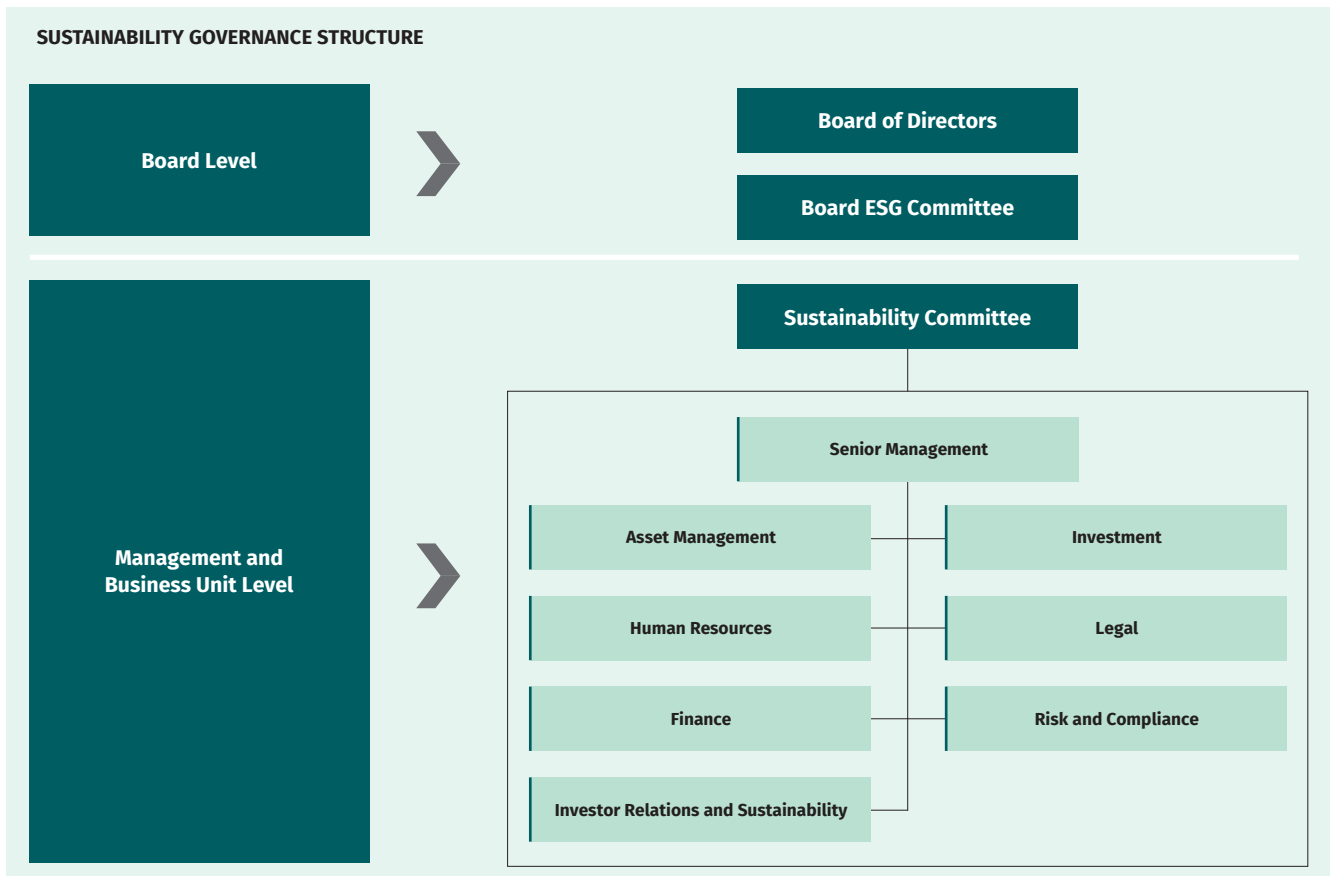 SUSTAINABILITY GOVERNANCE STRUCTURE
Board Level
Board of Directors
Board ESG Committee
Management and
Business Unit Level
Sustainability Committee
Senior Management
Asset Management
Investment
Human Resources
Legal
Finance
Risk and Compliance
Investor Relations and Sustainability